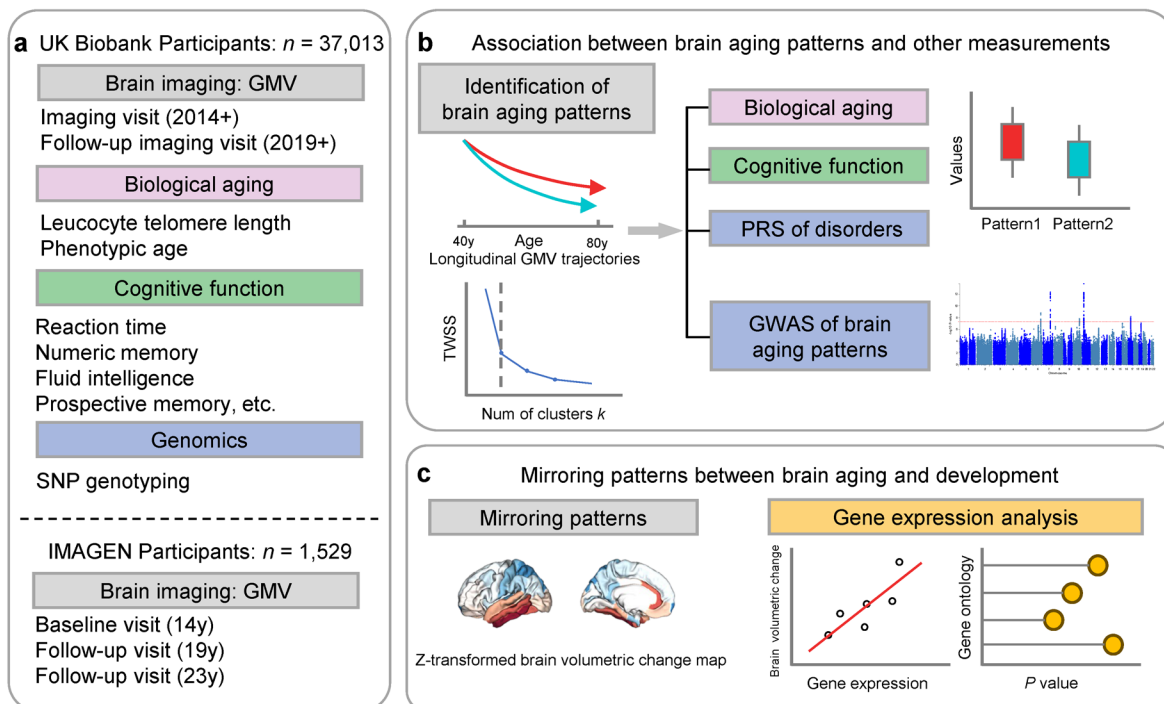 a UK Biobank Participants: n = 37,013
Brain imaging: GMV
Imaging visit (2014+)
Follow-up imaging visit (2019+)
Biological aging
Leucocyte telomere length
Phenotypic age
Cognitive function
Reaction time
Numeric memory
Fluid intelligence
Prospective memory, etc.
Genomics
SNP genotyping
IMAGEN Participants: n = 1,529
Brain imaging: GMV
Baseline visit (14y)
Follow-up visit (19y)
Follow-up visit (23y)
b Association between brain aging patterns and other measurements
Identification of
brain aging patterns
40y Age 80y
Longitudinal GMV trajectories
TWSS
Num of clusters k
Biological aging
Cognitive function
PRS of disorders
GWAS of brain
aging patterns
Values
Pattern1 Pattern2
c Mirroring patterns between brain aging and development
Mirroring patterns
Z-transformed brain volumetric change map
Gene expression analysis
Brain volumetric change
Gene expression
Gene ontology
P value